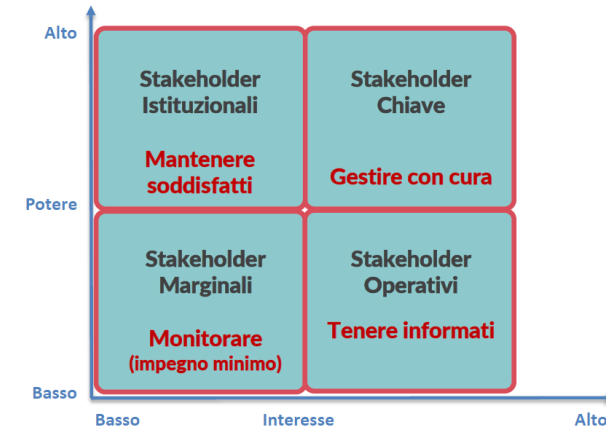 Alto
Stakeholder
Istituzionali
Mantenere
soddisfatti
Stakeholder
Chiave
Gestire con cura
Potere
Stakeholder
Marginali
Monitorare
(impegno minimo)
Stakeholder
Operativi
Tenere informati
Basso
Basso
Interesse
Alto